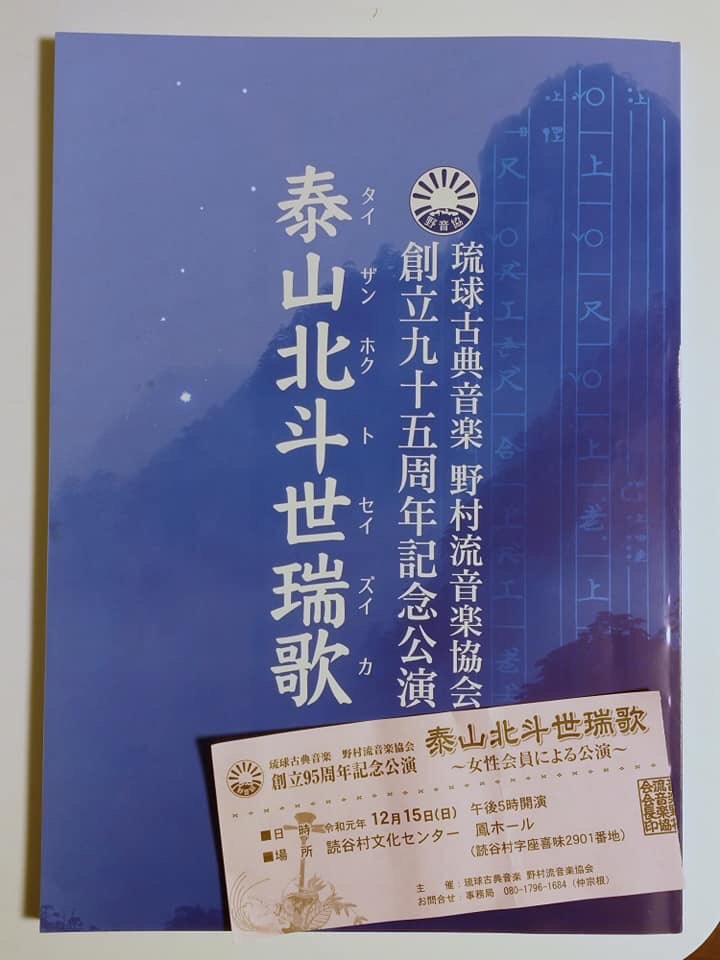 琉球古典音楽 野村流音楽協会
創立九十五周年記念公演
野音協
泰山北斗世瑞歌
タイ ザン ホク ト セイ ズイ カ
琉球古典音楽 野村流音楽協会
創立95周年記念公演
泰山北斗世瑞歌
～女性会員による公演～
■日 時 令和元年 12月15日(日) 午後5時開演
■場 所 読谷村文化センター 鳳ホール
(読谷村字座喜味2901番地)
主 催：琉球古典音楽 野村流音楽協会
お問合せ：事務局 080-1796-1684（仲宗根）